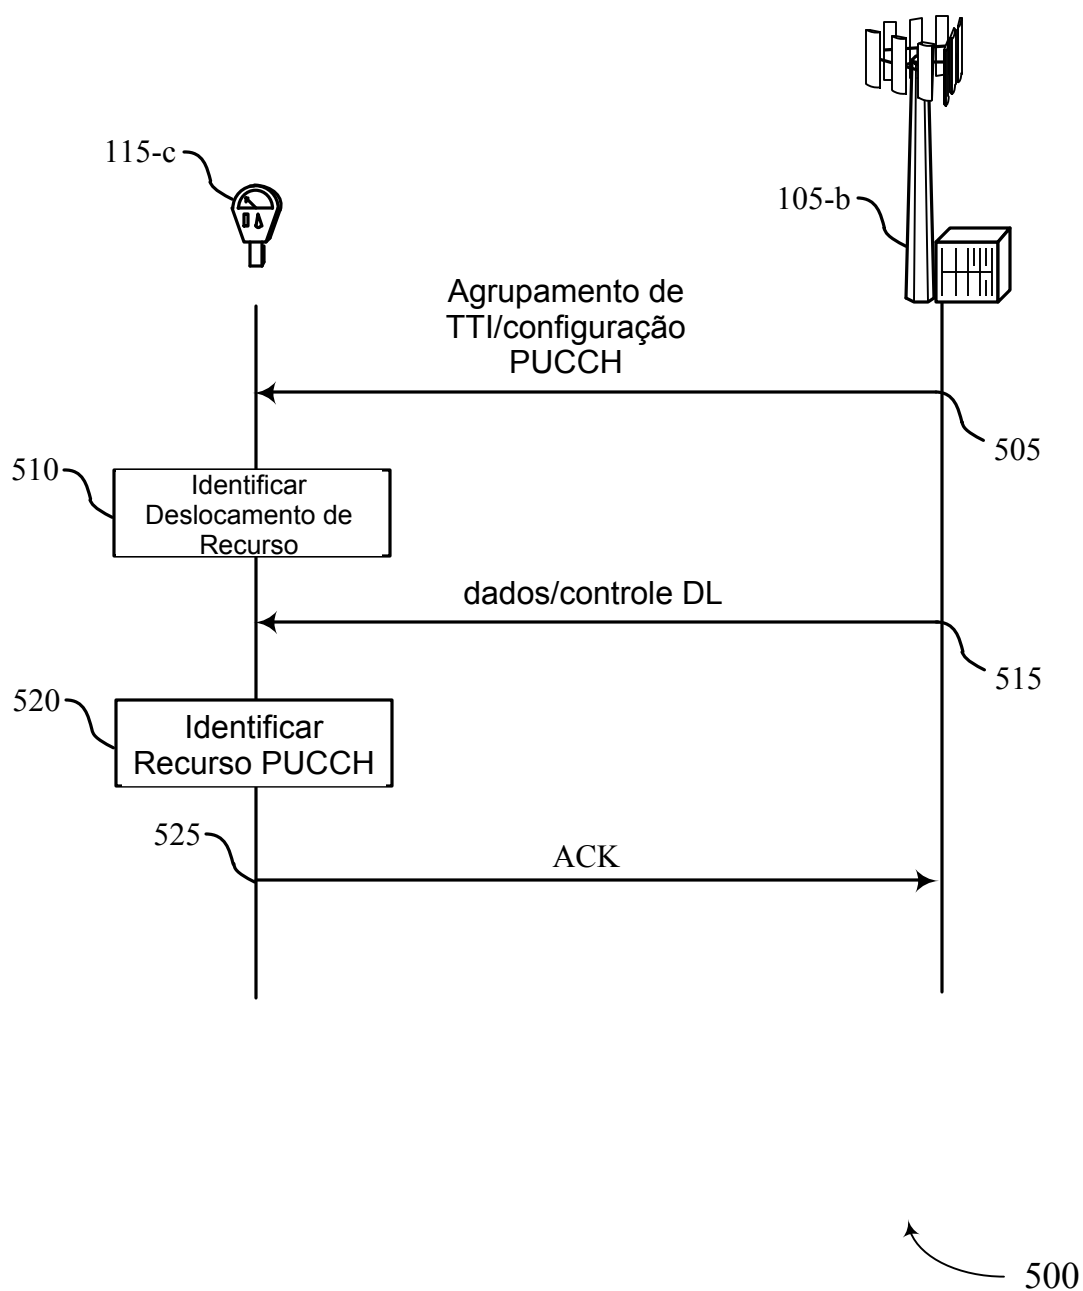 115-c
105-b
Agrupamento de
TTI/configuração
PUCCH
505
510
Identificar
Deslocamento de
Recurso
dados/controle DL
515
520
Identificar
Recurso PUCCH
525
ACK
500